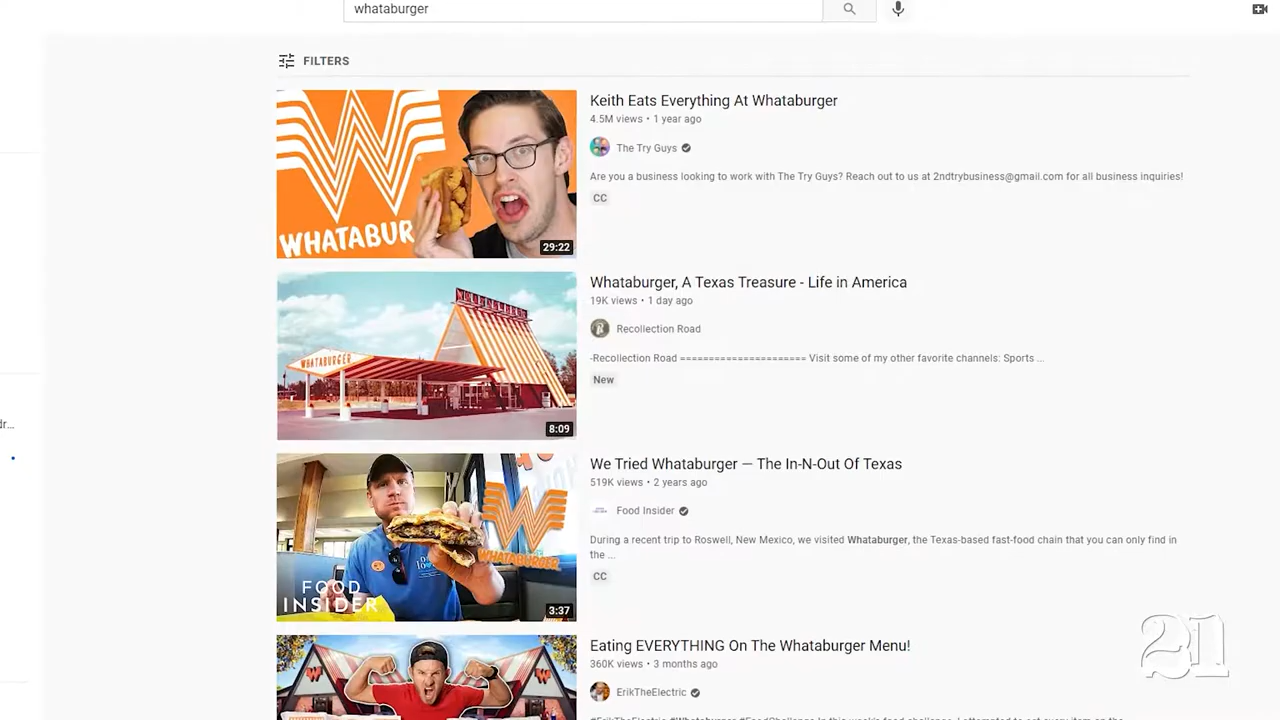 whataburger
FILTERS
WHATABUR
29:22
Keith Eats Everything At Whataburger
4.5M views • 1 year ago
The Try Guys
Are you a business looking to work with The Try Guys? Reach out to us at 2ndtrybusiness@gmail.com for all business inquiries!
CC
WHATABURGER
8:09
Whataburger, A Texas Treasure - Life in America
19K views • 1 day ago
Recollection Road
-Recollection Road ====================== Visit some of my other favorite channels: Sports ...
New
dr...
W
WHATABURGER
FOOD
INSIDER
3:37
We Tried Whataburger — The In-N-Out Of Texas
519K views • 2 years ago
Food Insider
During a recent trip to Roswell, New Mexico, we visited Whataburger, the Texas-based fast-food chain that you can only find in
the ...
CC
Eating EVERYTHING On The Whataburger Menu!
360K views • 3 months ago
ErikTheElectric
21